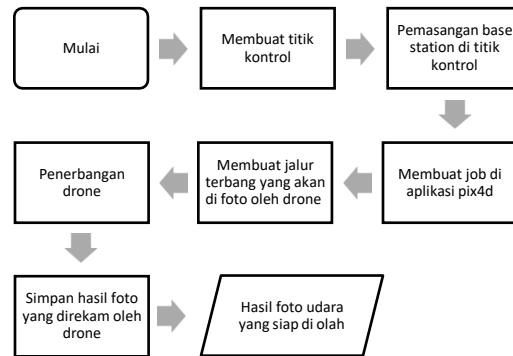 Mulai
Membuat titik
kontrol
Pemasangan base
station di titik
kontrol
Membuat job di
aplikasi pix4d
Membuat jalur
terbang yang akan
di foto oleh drone
Penerbangan
drone
Simpan hasil foto
yang direkam oleh
drone
Hasil foto udara
yang siap di olah